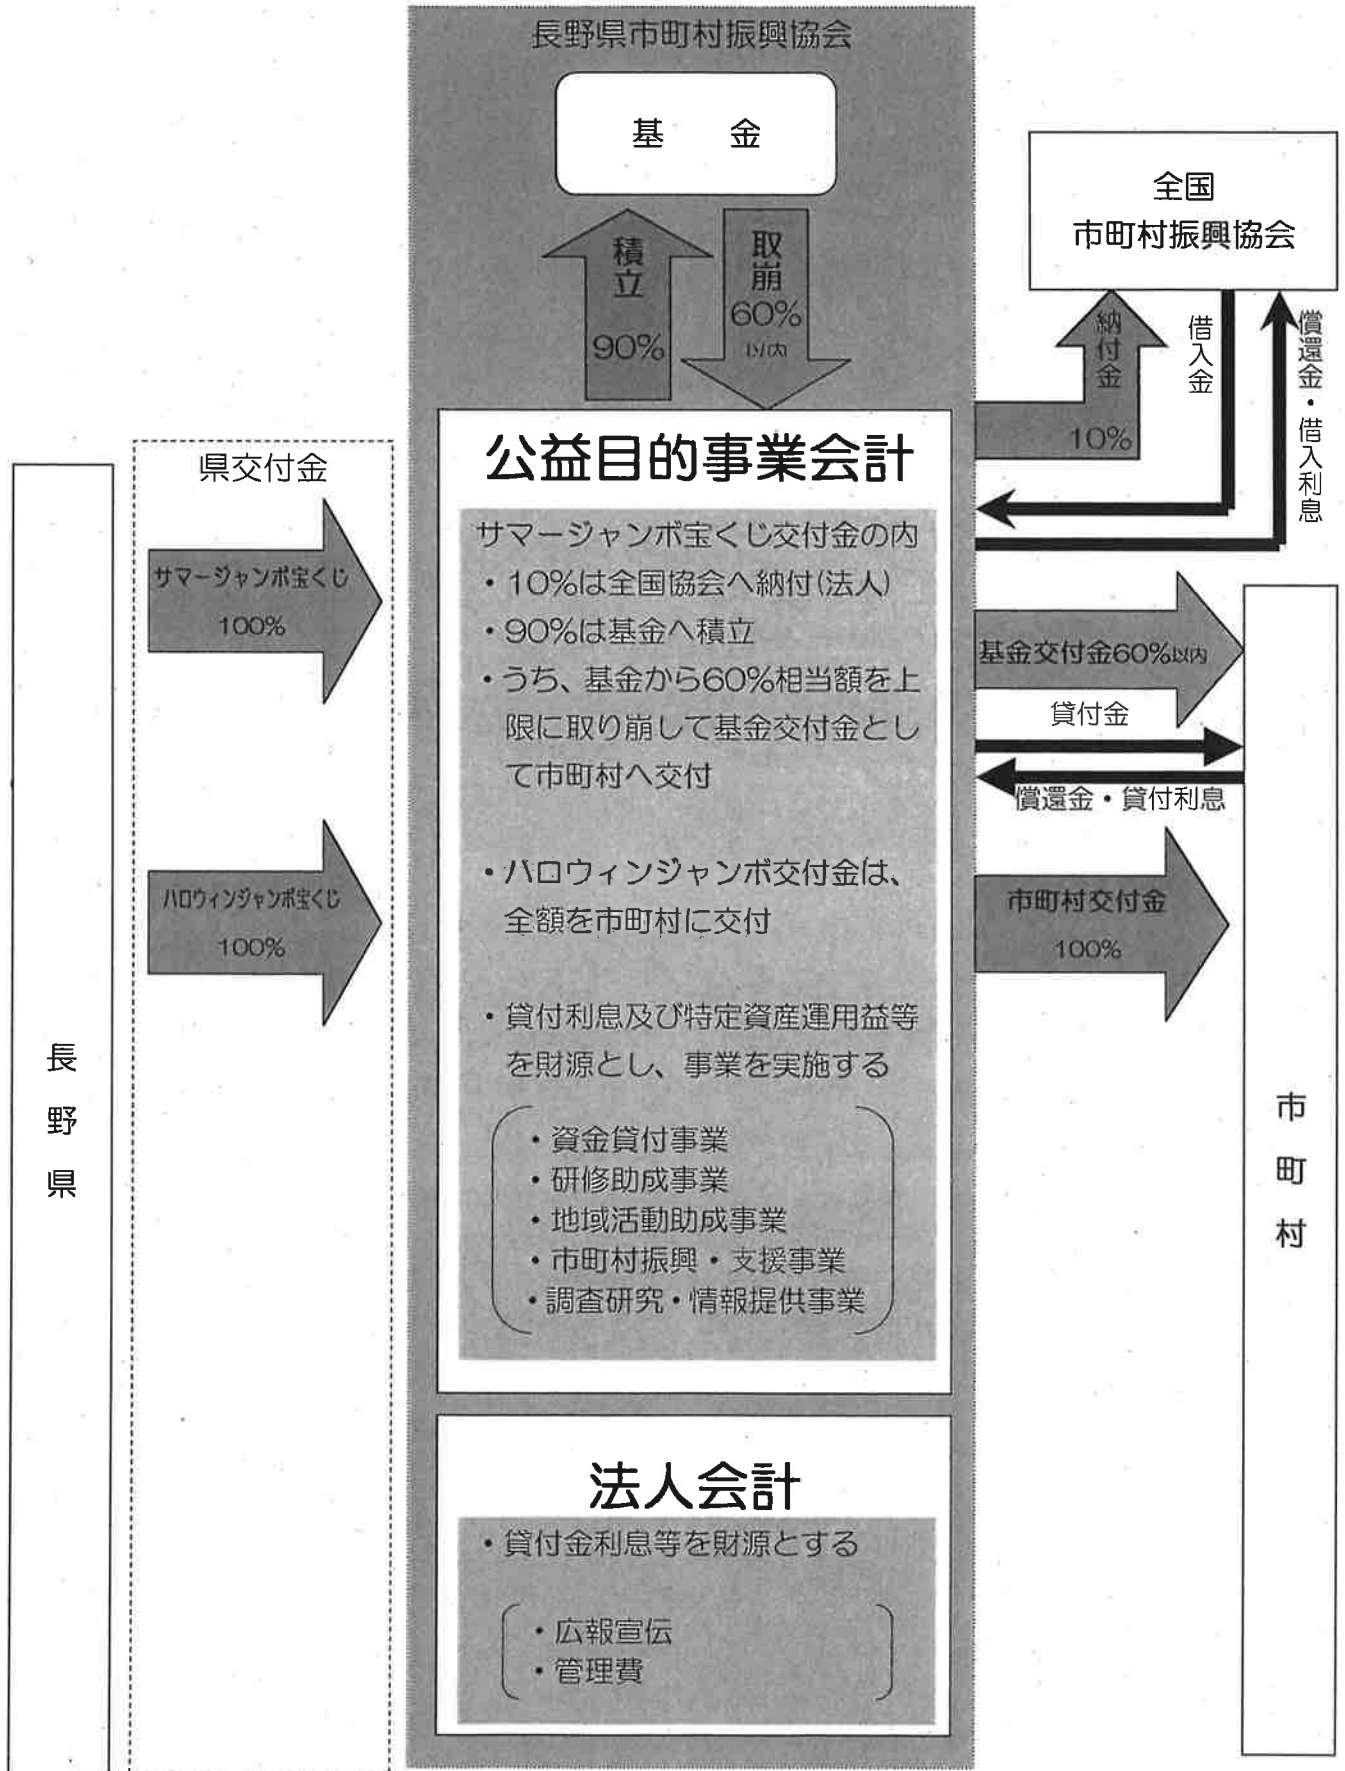 長野県市町村振興協会
基 金
積立
90%
取崩
60%
以内
全国
市町村振興協会
納付金
10%
借入金
償還金・借入利息
県交付金
サマージャンボ宝くじ
100%
ハロウィンジャンボ宝くじ
100%
長野県
公益目的事業会計
サマージャンボ宝くじ交付金の内
・10%は全国協会へ納付(法人)
・90%は基金へ積立
・うち、基金から60%相当額を上
限に取り崩して基金交付金とし
て市町村へ交付
・ハロウィンジャンボ交付金は、
全額を市町村に交付
・貸付利息及び特定資産運用益等
を財源とし、事業を実施する
・資金貸付事業
・研修助成事業
・地域活動助成事業
・市町村振興・支援事業
・調査研究・情報提供事業
基金交付金60%以内
貸付金
償還金・貸付利息
市町村交付金
100%
市町村
法人会計
・貸付金利息等を財源とする
・広報宣伝
・管理費